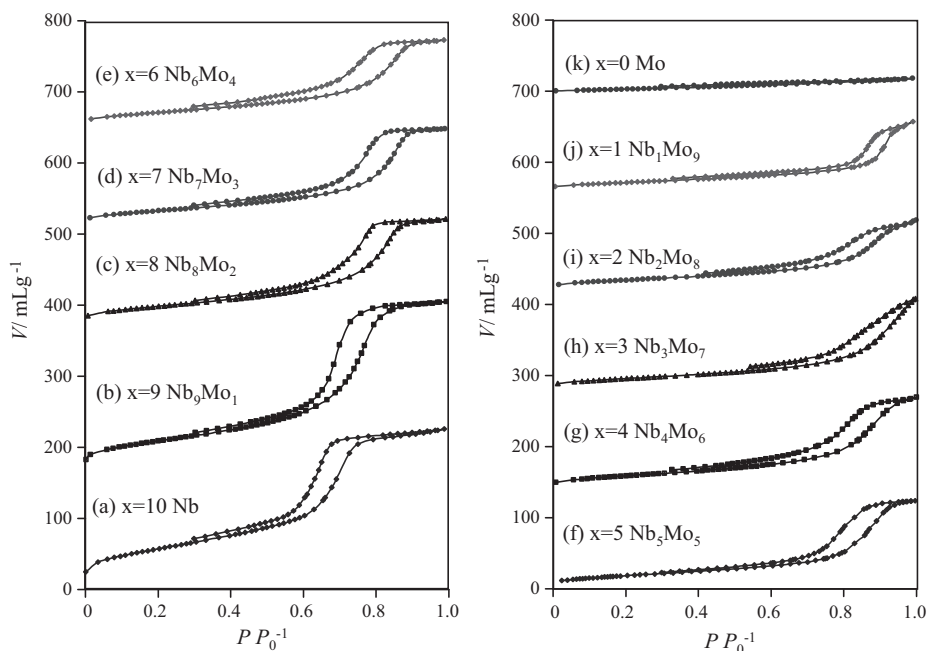 800
700
600
500
400
300
200
100
0
V/ mLg⁻¹
(e) x=6 Nb₆Mo₄
(d) x=7 Nb₇Mo₃
(c) x=8 Nb₈Mo₂
(b) x=9 Nb₉Mo₁
(a) x=10 Nb
0 0.2 0.4 0.6 0.8 1.0
P P₀⁻¹
800
700
600
500
400
300
200
100
0
V/ mLg⁻¹
(k) x=0 Mo
(j) x=1 Nb₁Mo₉
(i) x=2 Nb₂Mo₈
(h) x=3 Nb₃Mo₇
(g) x=4 Nb₄Mo₆
(f) x=5 Nb₅Mo₅
0 0.2 0.4 0.6 0.8 1.0
P P₀⁻¹